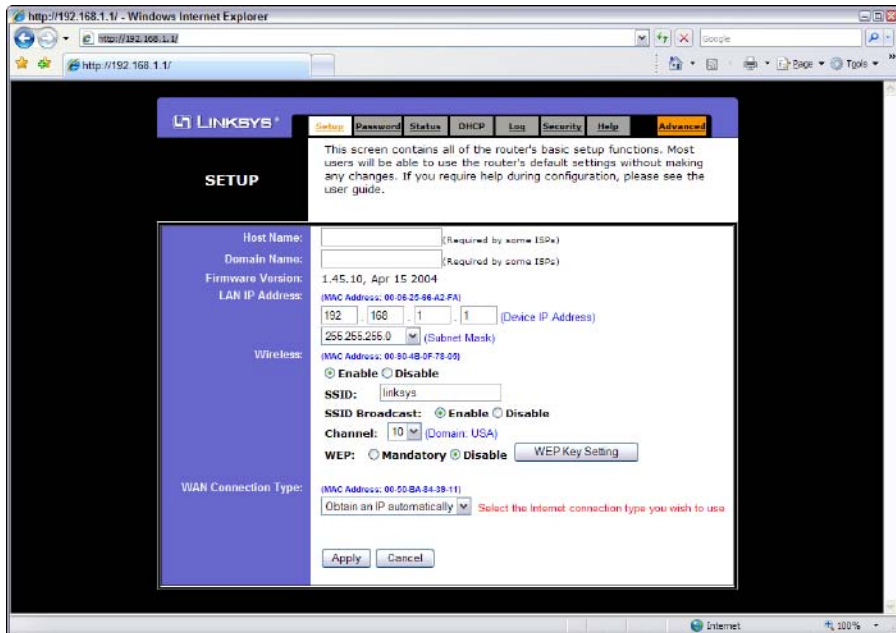 http://192.168.1.1/ - Windows Internet Explorer
http://192.168.1.1/
Google
http://192.168.1.1/
Page
Tools
LINKSYS®
Setup Password Status DHCP Log Security Help Advanced
SETUP
This screen contains all of the router's basic setup functions. Most
users will be able to use the router's default settings without making
any changes. If you require help during configuration, please see the
user guide.
Host Name: (Required by some ISPs)
Domain Name: (Required by some ISPs)
Firmware Version: 1.45.10, Apr 15 2004
LAN IP Address: (MAC Address: 00-06-25-66-A2-FA)
192 . 168 . 1 . 1 (Device IP Address)
255.255.255.0 (Subnet Mask)
Wireless: (MAC Address: 00-90-4B-0F-78-05)
Enable Disable
SSID: linksys
SSID Broadcast: Enable Disable
Channel: 10 (Domain: USA)
WEP: Mandatory Disable WEP Key Setting
WAN Connection Type: (MAC Address: 00-50-BA-84-39-11)
Obtain an IP automatically Select the Internet connection type you wish to use
Apply Cancel
Internet
100%